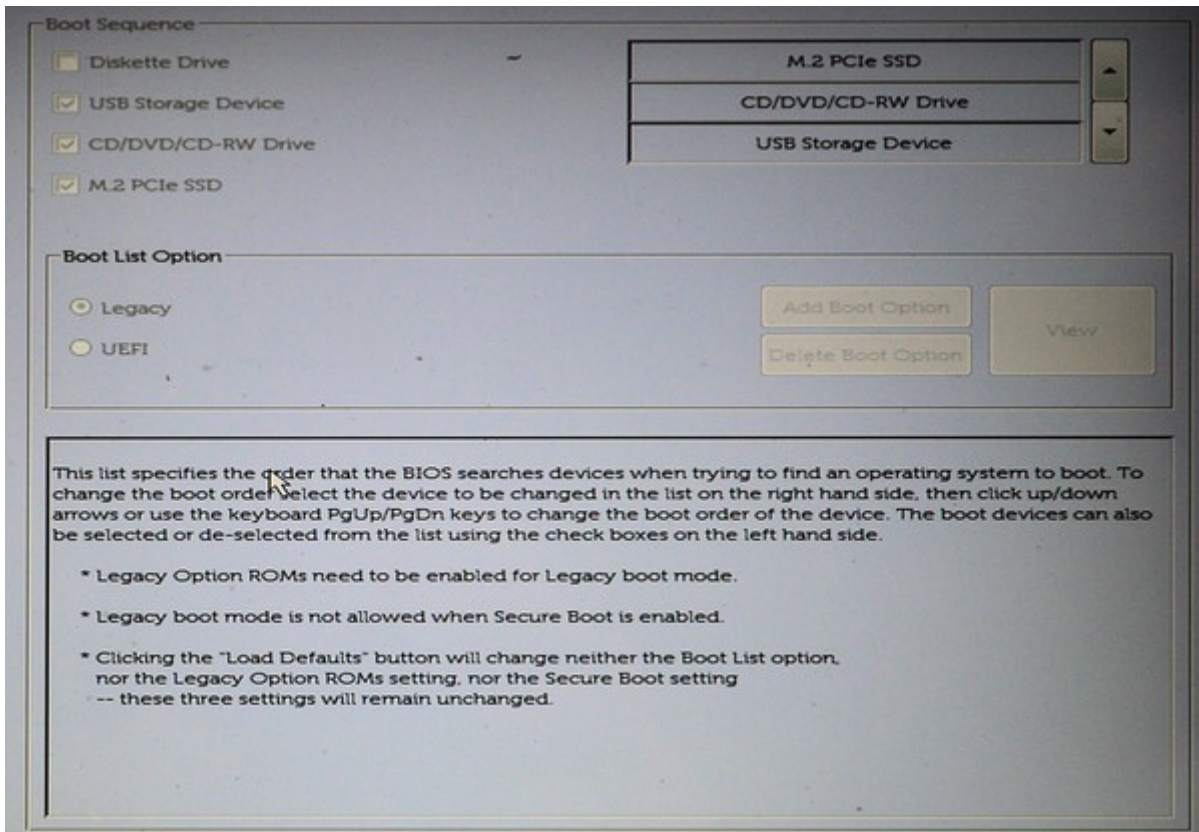 Boot Sequence
Diskette Drive
USB Storage Device
CD/DVD/CD-RW Drive
M.2 PCIe SSD
M.2 PCIe SSD
CD/DVD/CD-RW Drive
USB Storage Device
Boot List Option
Legacy
UEFI
Add Boot Option
Delete Boot Option
View
This list specifies the order that the BIOS searches devices when trying to find an operating system to boot. To
change the boot order select the device to be changed in the list on the right hand side, then click up/down
arrows or use the keyboard PgUp/PgDn keys to change the boot order of the device. The boot devices can also
be selected or de-selected from the list using the check boxes on the left hand side.
* Legacy Option ROMs need to be enabled for Legacy boot mode.
* Legacy boot mode is not allowed when Secure Boot is enabled.
* Clicking the "Load Defaults" button will change neither the Boot List option,
nor the Legacy Option ROMs setting, nor the Secure Boot setting
-- these three settings will remain unchanged.